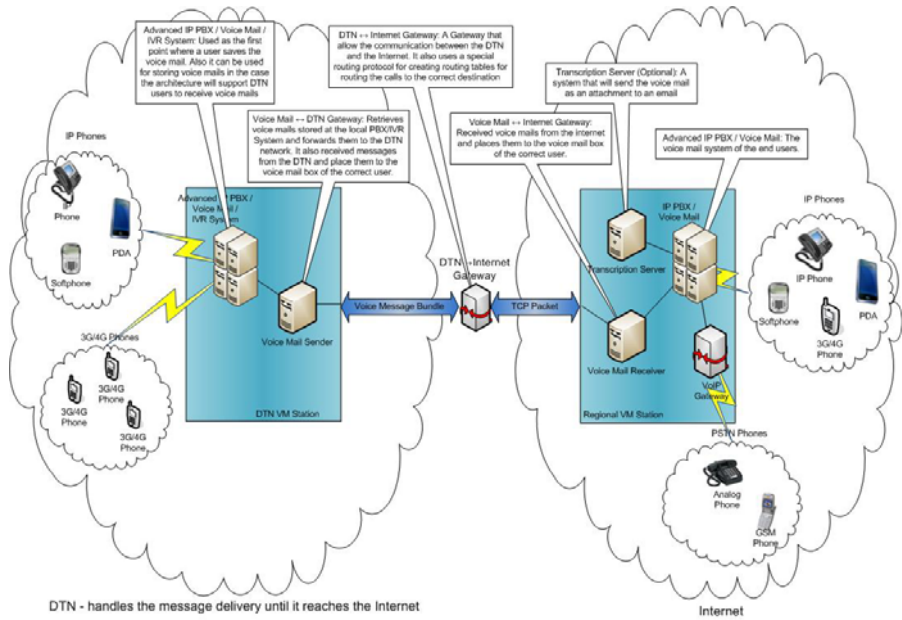 Advanced IP PBX / Voice Mail /
IVR System: Used as the first
point where a user saves the
voice mail. Also it can be used
for storing voice mails in the case
the architecture will support DTN
users to receive voice mails
DTN ↔ Internet Gateway: A Gateway that
allow the communication between the DTN
and the Internet. It also uses a special
routing protocol for creating routing tables for
routing the calls to the correct destination
Transcription Server (Optional): A
system that will send the voice mail
as an attachment to an email
Voice Mail ↔ DTN Gateway: Retrieves
voice mails stored at the local PBX/IVR
System and forwards them to the DTN
network. It also received messages
from the DTN and place them to the
voice mail box of the correct user.
Voice Mail ↔ Internet Gateway:
Received voice mails from the internet
and places them to the voice mail box
of the correct user.
Advanced IP PBX / Voice Mail: The
voice mail system of the end users.
IP Phones
IP
Phone
PDA
Softphone
3G/4G Phones
3G/4G
Phone
3G/4G
Phone
3G/4G
Phone
Advanced IP PBX /
Voice Mail /
IVR System
Voice Mail Sender
DTN VM Station
Voice Message Bundle
DTN↔Internet
Gateway
TCP Packet
IP PBX /
Voice Mail
Transcription Server
Voice Mail Receiver
VoIP
Gateway
Regional VM Station
IP Phones
IP Phone
PDA
Softphone
3G/4G
Phone
PSTN Phones
Analog
Phone
GSM
Phone
DTN - handles the message delivery until it reaches the Internet
Internet